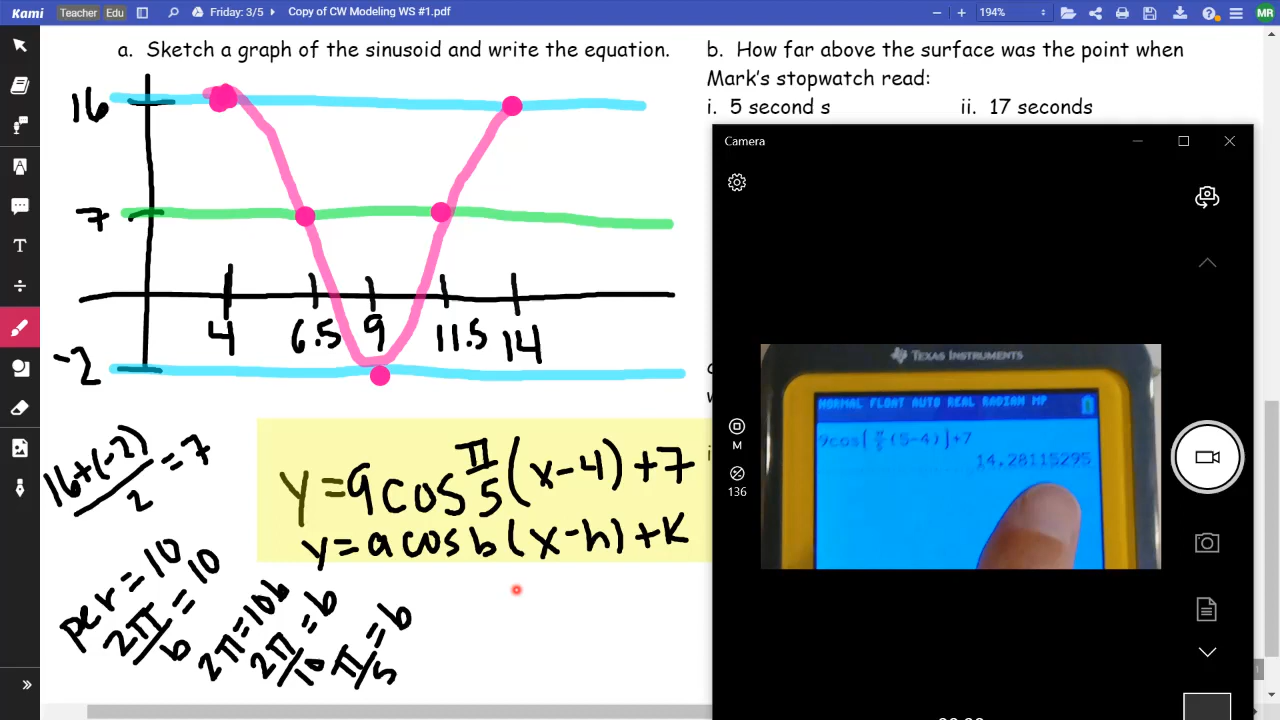 Kami Teacher Edu Friday: 3/5 Copy of CW Modeling WS #1.pdf 194% MR
a. Sketch a graph of the sinusoid and write the equation.
b. How far above the surface was the point when
Mark's stopwatch read:
i. 5 second s
ii. 17 seconds
16
7
-2
4 6.5 9 11.5 14
Camera
M
136
TEXAS INSTRUMENTS
NORMAL FLOAT AUTO REAL RADIAN MP
9cos(π/5(5-4))+7
14.28115295
16+(-2)/2=7
y=9cos π/5(x-4)+7
y=a cos b(x-h)+k
per=10
2π/b=10
2π=10b
2π/10=b
π/5=b